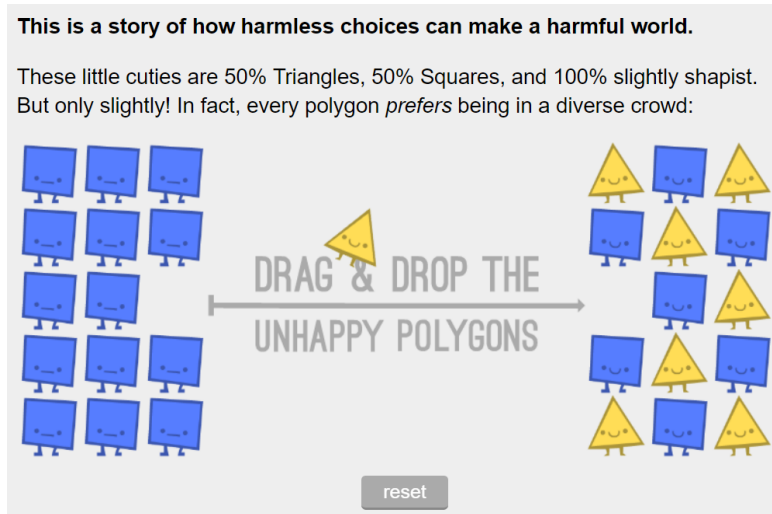 This is a story of how harmless choices can make a harmful world.
These little cuties are 50% Triangles, 50% Squares, and 100% slightly shapist.
But only slightly! In fact, every polygon prefers being in a diverse crowd:
DRAG & DROP THE
UNHAPPY POLYGONS
reset